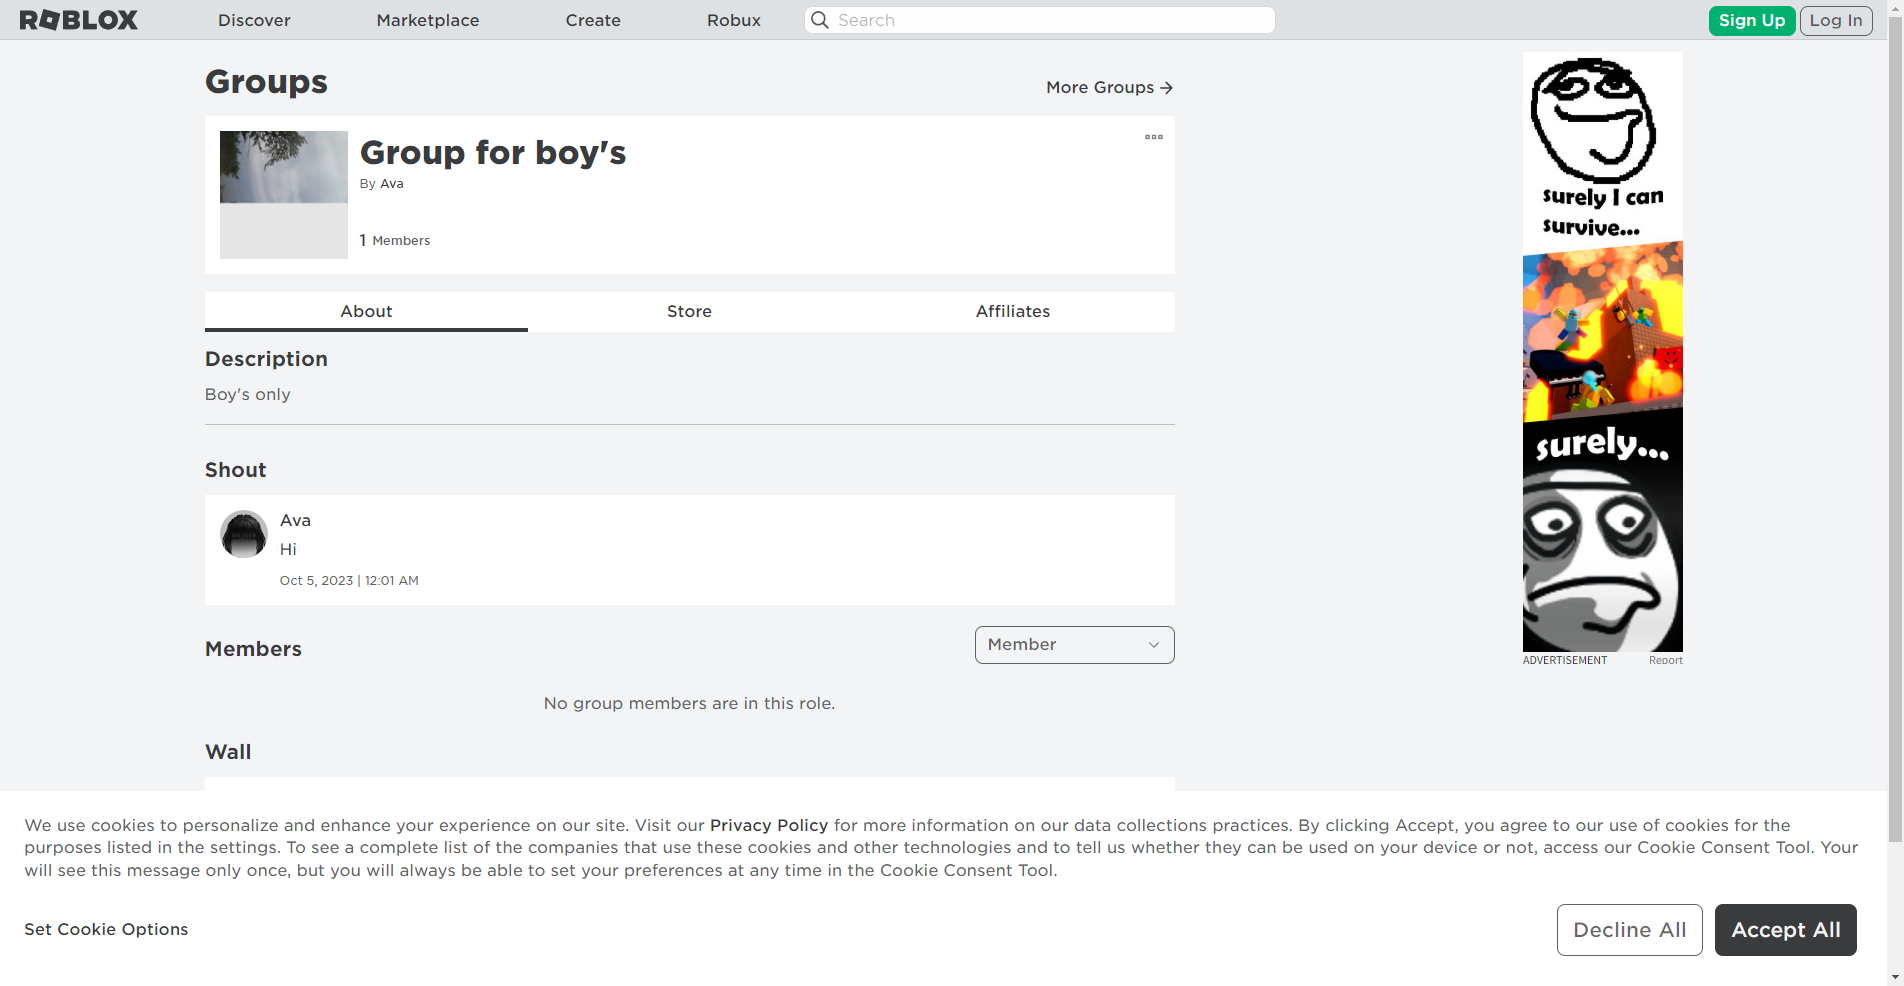 ROBLOX
Discover
Marketplace
Create
Robux
Search
Sign Up
Log In
Groups
More Groups →
Group for boy's
By Ava
1 Members
About
Store
Affiliates
Description
Boy's only
Shout
Ava
Hi
Oct 5, 2023 | 12:01 AM
Members
Member
No group members are in this role.
Wall
surely I can
survive...
surely...
ADVERTISEMENT
Report
We use cookies to personalize and enhance your experience on our site. Visit our Privacy Policy for more information on our data collections practices. By clicking Accept, you agree to our use of cookies for the
purposes listed in the settings. To see a complete list of the companies that use these cookies and other technologies and to tell us whether they can be used on your device or not, access our Cookie Consent Tool. Your
will see this message only once, but you will always be able to set your preferences at any time in the Cookie Consent Tool.
Set Cookie Options
Decline All
Accept All